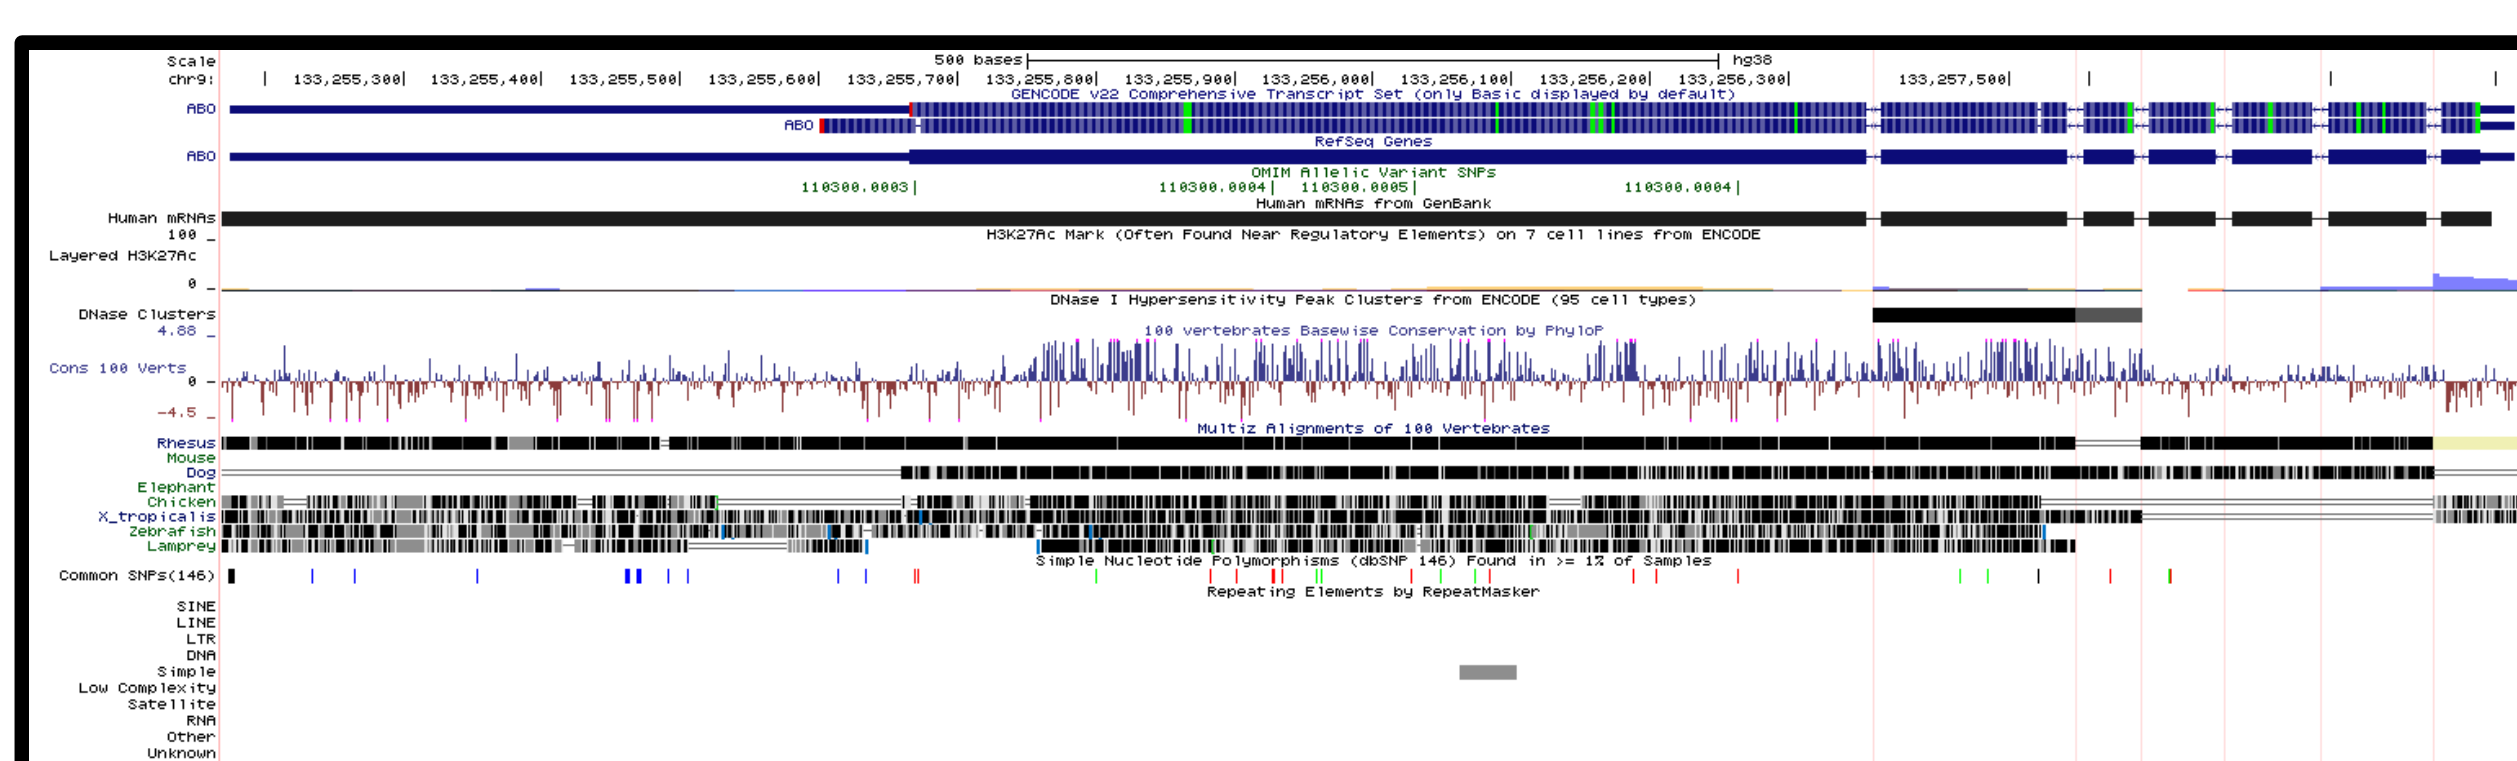 Scale 500 bases hg38
chr9: 133,255,300| 133,255,400| 133,255,500| 133,255,600| 133,255,700| 133,255,800| 133,255,900| 133,256,000| 133,256,100| 133,256,200| 133,256,300| 133,257,500|
GENCODE v22 Comprehensive Transcript Set (only Basic displayed by default)
ABO
ABO
RefSeq Genes
ABO
OMIM Allelic Variant SNPs
110300.0003| 110300.0004| 110300.0005| 110300.0004|
Human mRNAs from GenBank
Human mRNAs
100 _
H3K27Ac Mark (Often Found Near Regulatory Elements) on 7 cell lines from ENCODE
Layered H3K27Ac
0 _
DNase I Hypersensitivity Peak Clusters from ENCODE (95 cell types)
DNase Clusters
4.88 _
100 vertebrates Basewise Conservation by PhyloP
Cons 100 Verts
0 _
-4.5 _
Multiz Alignments of 100 Vertebrates
Rhesus
Mouse
Dog
Elephant
Chicken
X_tropicalis
Zebrafish
Lamprey
Simple Nucleotide Polymorphisms (dbSNP 146) Found in >= 1% of Samples
Common SNPs(146)
Repeating Elements by RepeatMasker
SINE
LINE
LTR
DNA
Simple
Low Complexity
Satellite
RNA
Other
Unknown